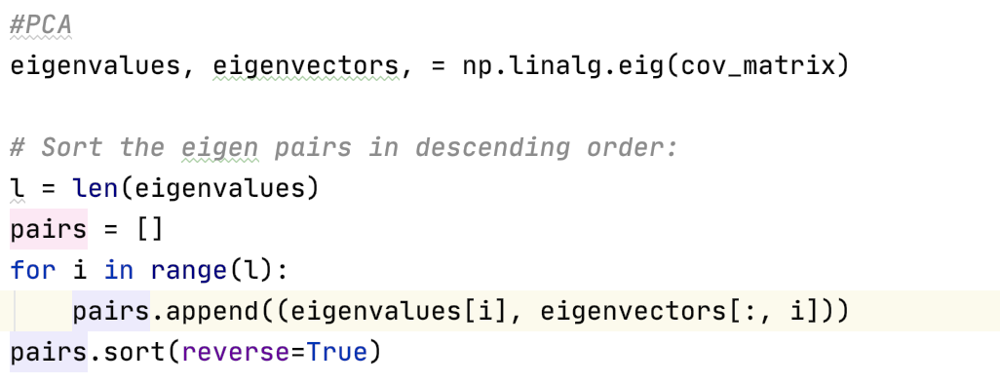 #PCA
eigenvalues, eigenvectors, = np.linalg.eig(cov_matrix)
# Sort the eigen pairs in descending order:
l = len(eigenvalues)
pairs = []
for i in range(l):
    pairs.append((eigenvalues[i], eigenvectors[:, i]))
pairs.sort(reverse=True)